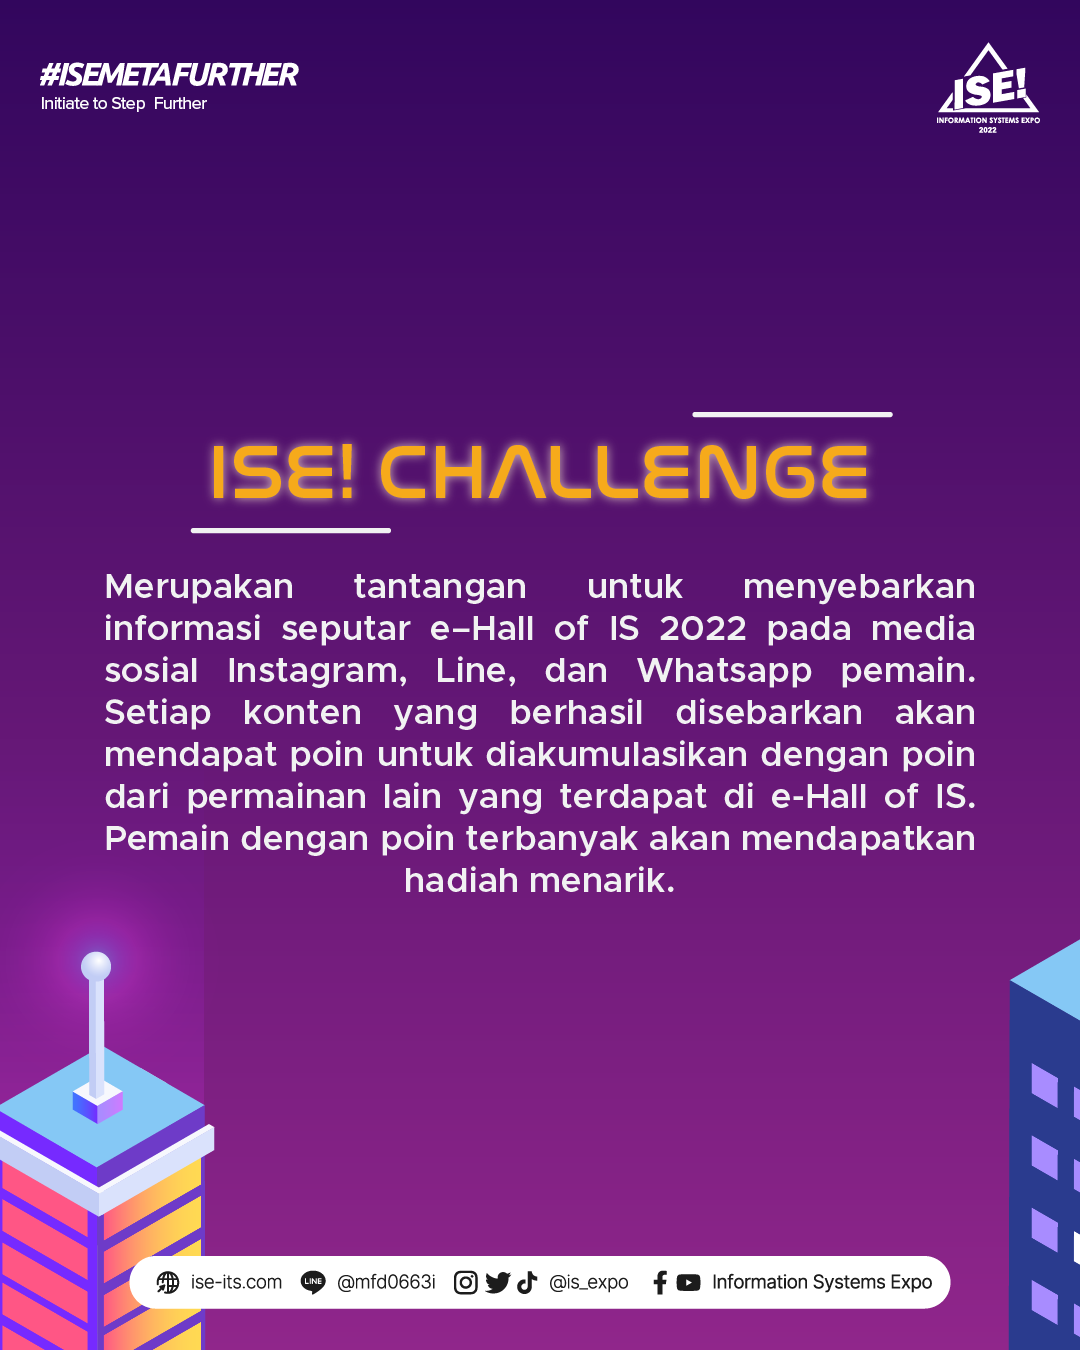 #ISEMETAFURTHER
Initiate to Step Further
ISE!
INFORMATION SYSTEMS EXPO
2022
ISE! CHALLENGE
Merupakan tantangan untuk menyebarkan
informasi seputar e–Hall of IS 2022 pada media
sosial Instagram, Line, dan Whatsapp pemain.
Setiap konten yang berhasil disebarkan akan
mendapat poin untuk diakumulasikan dengan poin
dari permainan lain yang terdapat di e-Hall of IS.
Pemain dengan poin terbanyak akan mendapatkan
hadiah menarik.
ise-its.com LINE @mfd0663i @is_expo Information Systems Expo